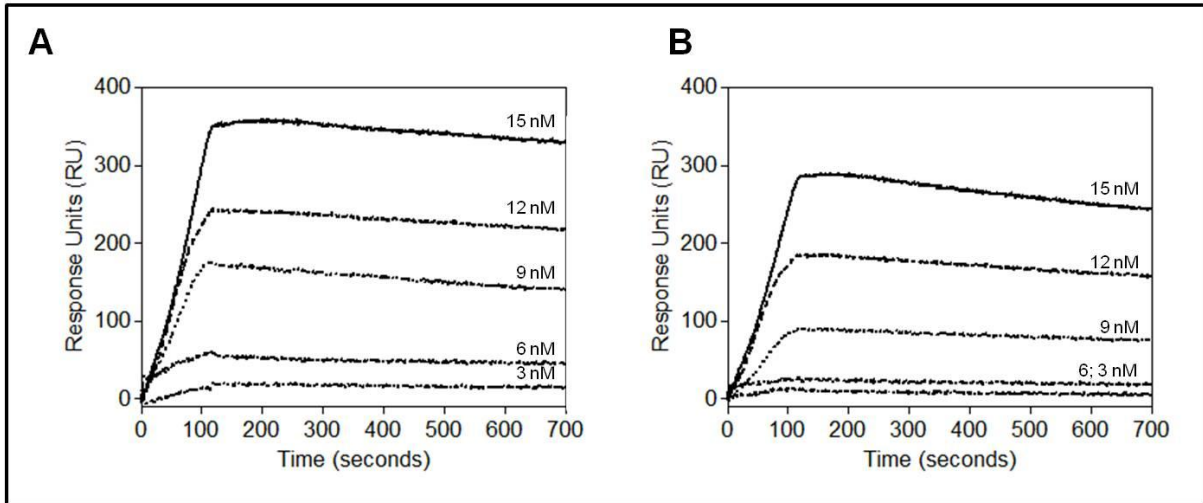 A
400
300
200
100
0
Response Units (RU)
15 nM
12 nM
9 nM
6 nM
3 nM
0 100 200 300 400 500 600 700
Time (seconds)
B
400
300
200
100
0
Response Units (RU)
15 nM
12 nM
9 nM
6; 3 nM
0 100 200 300 400 500 600 700
Time (seconds)